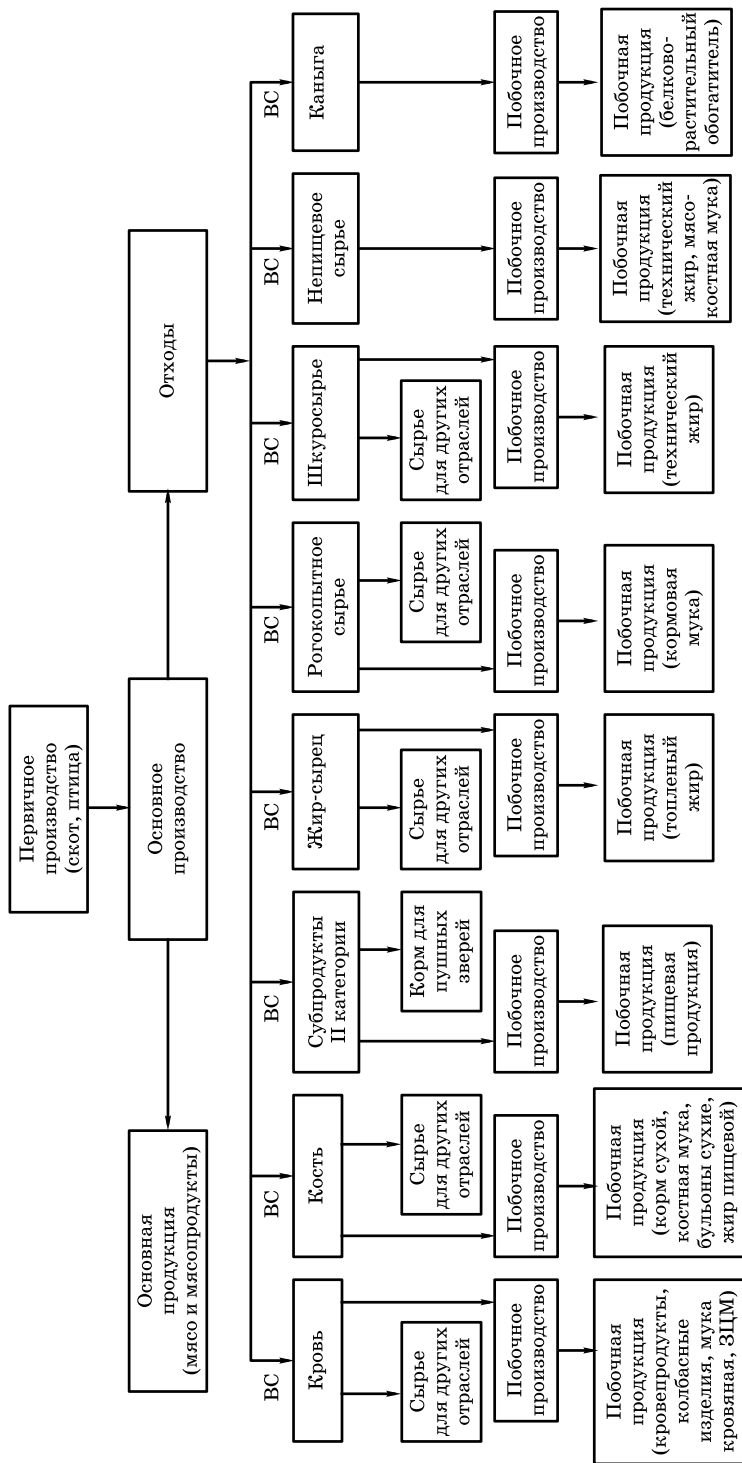 Первичное
производство
(скот, птица)
Основная
продукция
(мясо и мясопродукты)
Основное
производство
Отходы
ВС
ВС
ВС
ВС
ВС
ВС
ВС
ВС
Кровь
Кость
Субпродукты
II категории
Жир-сырец
Рогокопытное
сырье
Шкуросырье
Непищевое
сырье
Каныга
Сырье
для других
отраслей
Сырье
для других
отраслей
Корм для
пушных
зверей
Сырье
для других
отраслей
Сырье
для других
отраслей
Сырье
для других
отраслей
Побочное
производство
Побочное
производство
Побочное
производство
Побочное
производство
Побочное
производство
Побочное
производство
Побочное
производство
Побочное
производство
Побочная
продукция
(кровепродукты,
колбасные
изделия, мука
кровяная, ЗЦМ)
Побочная
продукция
(корм сухой,
костная мука,
бульоны сухие,
жир пищевой)
Побочная
продукция
(пищевая
продукция)
Побочная
продукция
(топленый
жир)
Побочная
продукция
(кормовая
мука)
Побочная
продукция
(технический
жир)
Побочная
продукция
(технический
жир, мясо-
костная мука)
Побочная
продукция
(белково-
растительный
обогатитель)